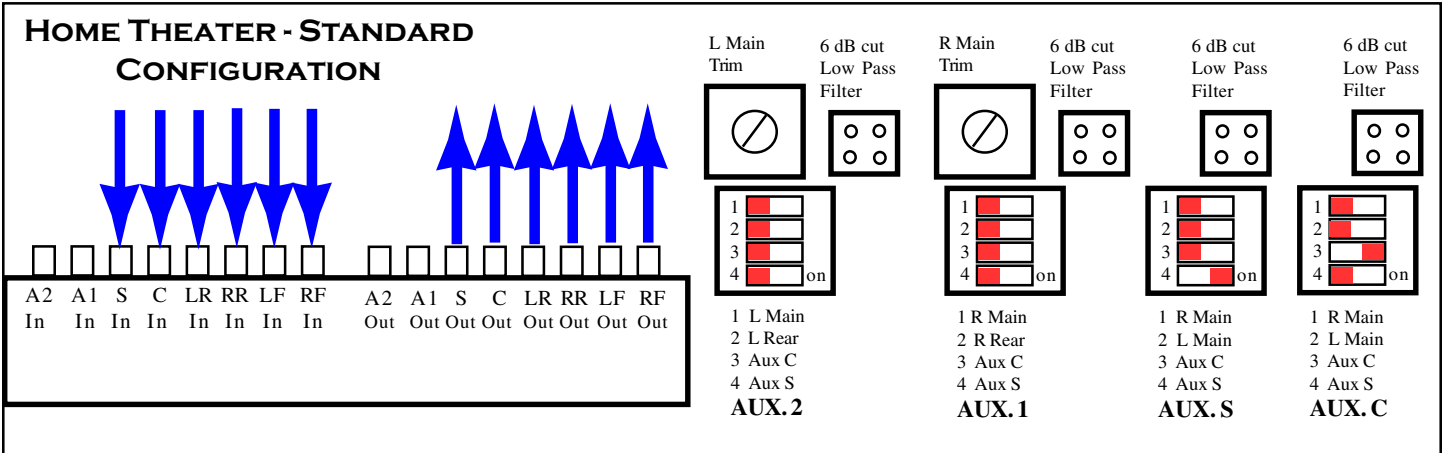 HOME THEATER - STANDARD
CONFIGURATION
A2 A1 S C LR RR LF RF
In In In In In In In In
A2 A1 S C LR RR LF RF
Out Out Out Out Out Out Out Out
L Main
Trim
6 dB cut
Low Pass
Filter
R Main
Trim
6 dB cut
Low Pass
Filter
6 dB cut
Low Pass
Filter
6 dB cut
Low Pass
Filter
1
2
3
4 on
1 L Main
2 L Rear
3 Aux C
4 Aux S
AUX. 2
1
2
3
4 on
1 R Main
2 R Rear
3 Aux C
4 Aux S
AUX. 1
1
2
3
4 on
1 R Main
2 L Main
3 Aux C
4 Aux S
AUX. S
1
2
3
4 on
1 R Main
2 L Main
3 Aux C
4 Aux S
AUX. C